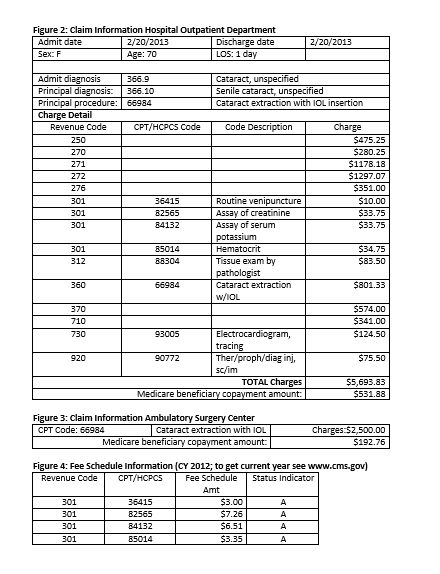 Figure 2: Claim Information Hospital Outpatient Department
Admit date 2/20/2013 Discharge date 2/20/2013
Sex: F Age: 70 LOS: 1 day
Admit diagnosis 366.9 Cataract, unspecified
Principal diagnosis: 366.10 Senile cataract, unspecified
Principal procedure: 66984 Cataract extraction with IOL insertion
Charge Detail
Revenue Code CPT/HCPCS Code Code Description Charge
250 $475.25
270 $280.25
271 $1178.18
272 $1297.07
276 $351.00
301 36415 Routine venipuncture $10.00
301 82565 Assay of creatinine $33.75
301 84132 Assay of serum $33.75
potassium
301 85014 Hematocrit $34.75
312 88304 Tissue exam by $83.50
pathologist
360 66984 Cataract extraction $801.33
w/IOL
370 $574.00
710 $341.00
730 93005 Electrocardiogram, $124.50
tracing
920 90772 Ther/proph/diag inj, $75.50
sc/im
TOTAL Charges $5,693.83
Medicare beneficiary copayment amount: $531.88
Figure 3: Claim Information Ambulatory Surgery Center
CPT Code: 66984 Cataract extraction with IOL Charges:$2,500.00
Medicare beneficiary copayment amount: $192.76
Figure 4: Fee Schedule Information (CY 2012; to get current year see www.cms.gov)
Revenue Code CPT/HCPCS Fee Schedule Status Indicator
Amt
301 36415 $3.00 A
301 82565 $7.26 A
301 84132 $6.51 A
301 85014 $3.35 A